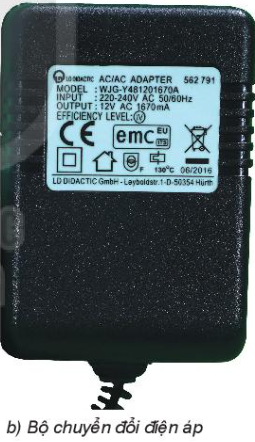 LD DIDACTIC AC/AC ADAPTER 562 791
MODEL : WJG-Y481201670A
INPUT : 220-240V AC 50/60Hz
OUTPUT : 12V AC 1670mA
EFFICIENCY LEVEL: IV
CE emc EU
F 130°C 06/2016
LD DIDACTIC GmbH - Leyboldstr.1-D-50354 Hürth
b) Bộ chuyển đổi điện áp